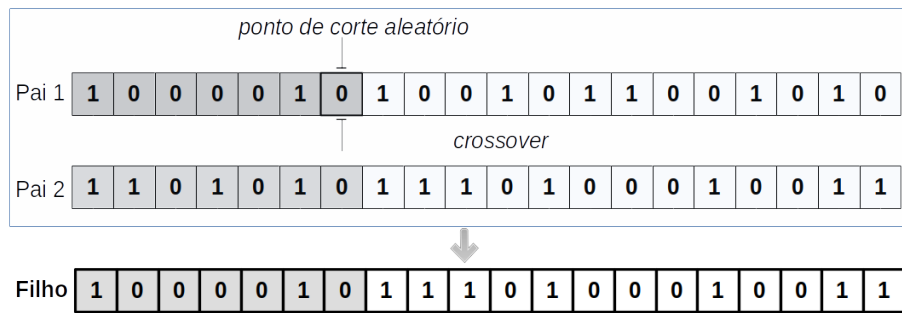 ponto de corte aleatório
Pai 1 1 0 0 0 0 1 0 1 0 0 1 0 1 1 0 0 1 0 1 0
crossover
Pai 2 1 1 0 1 0 1 0 1 1 1 0 1 0 0 0 1 0 0 1 1
Filho 1 0 0 0 0 1 0 1 1 1 0 1 0 0 0 1 0 0 1 1